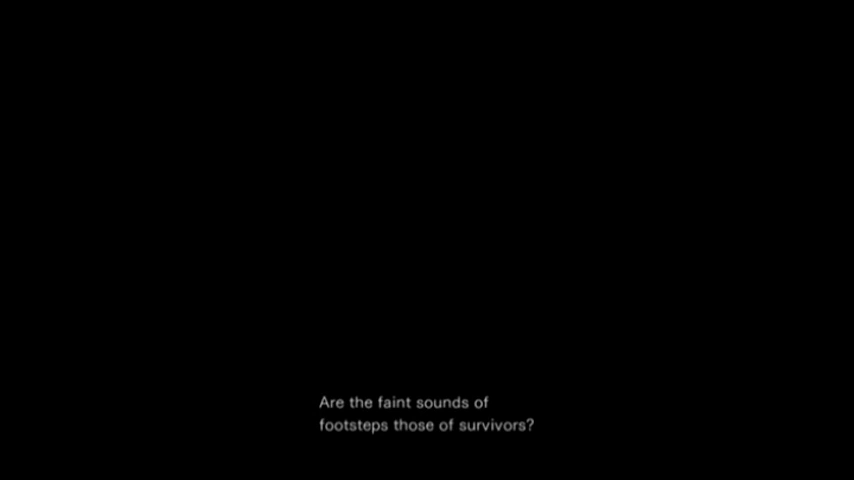 Are the faint sounds of
footsteps those of survivors?